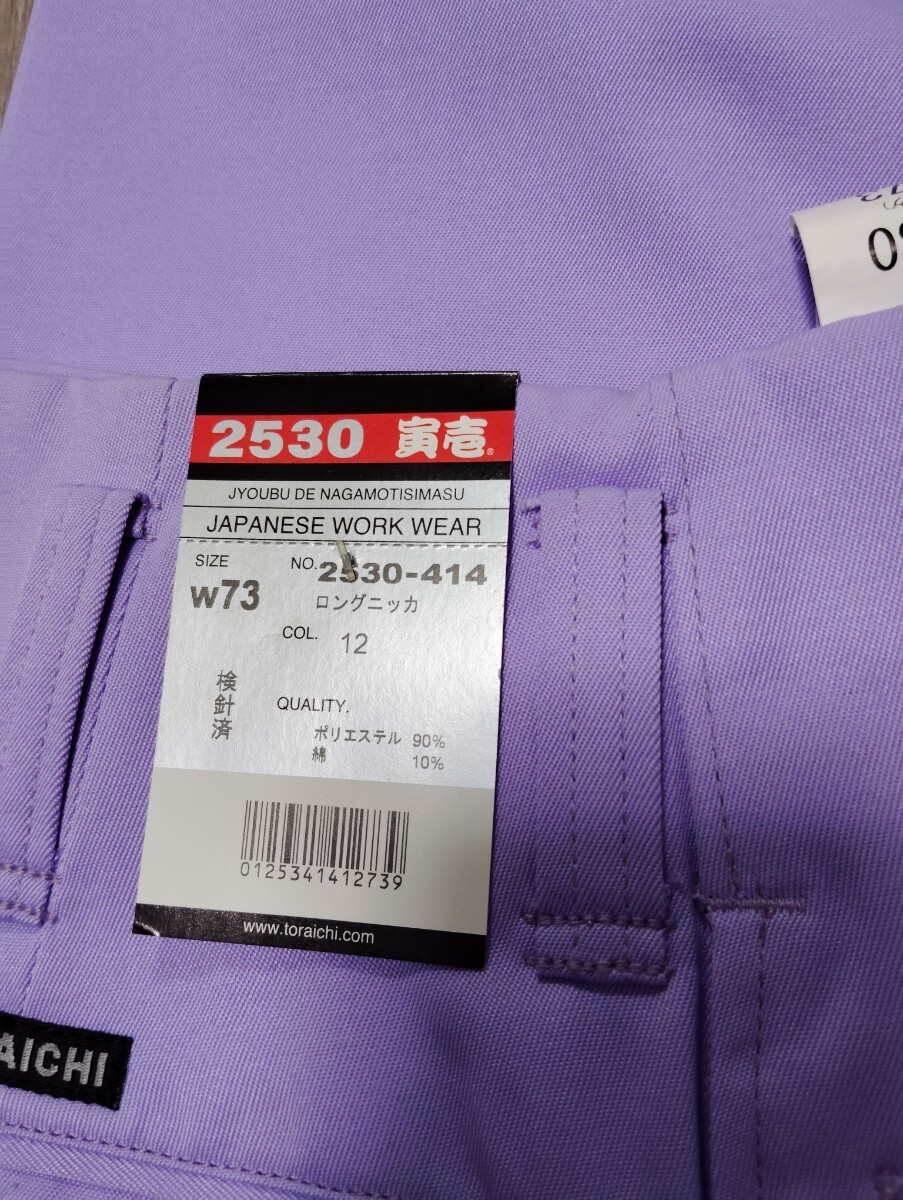 2530 寅壱®
JYOUBU DE NAGAMOTISIMASU
JAPANESE WORK WEAR
SIZE
w73
NO. 2530-414
ロングニッカ
COL. 12
検針済
QUALITY.
ポリエステル 90%
綿 10%
0125341412739
www.toraichi.com
AICHI